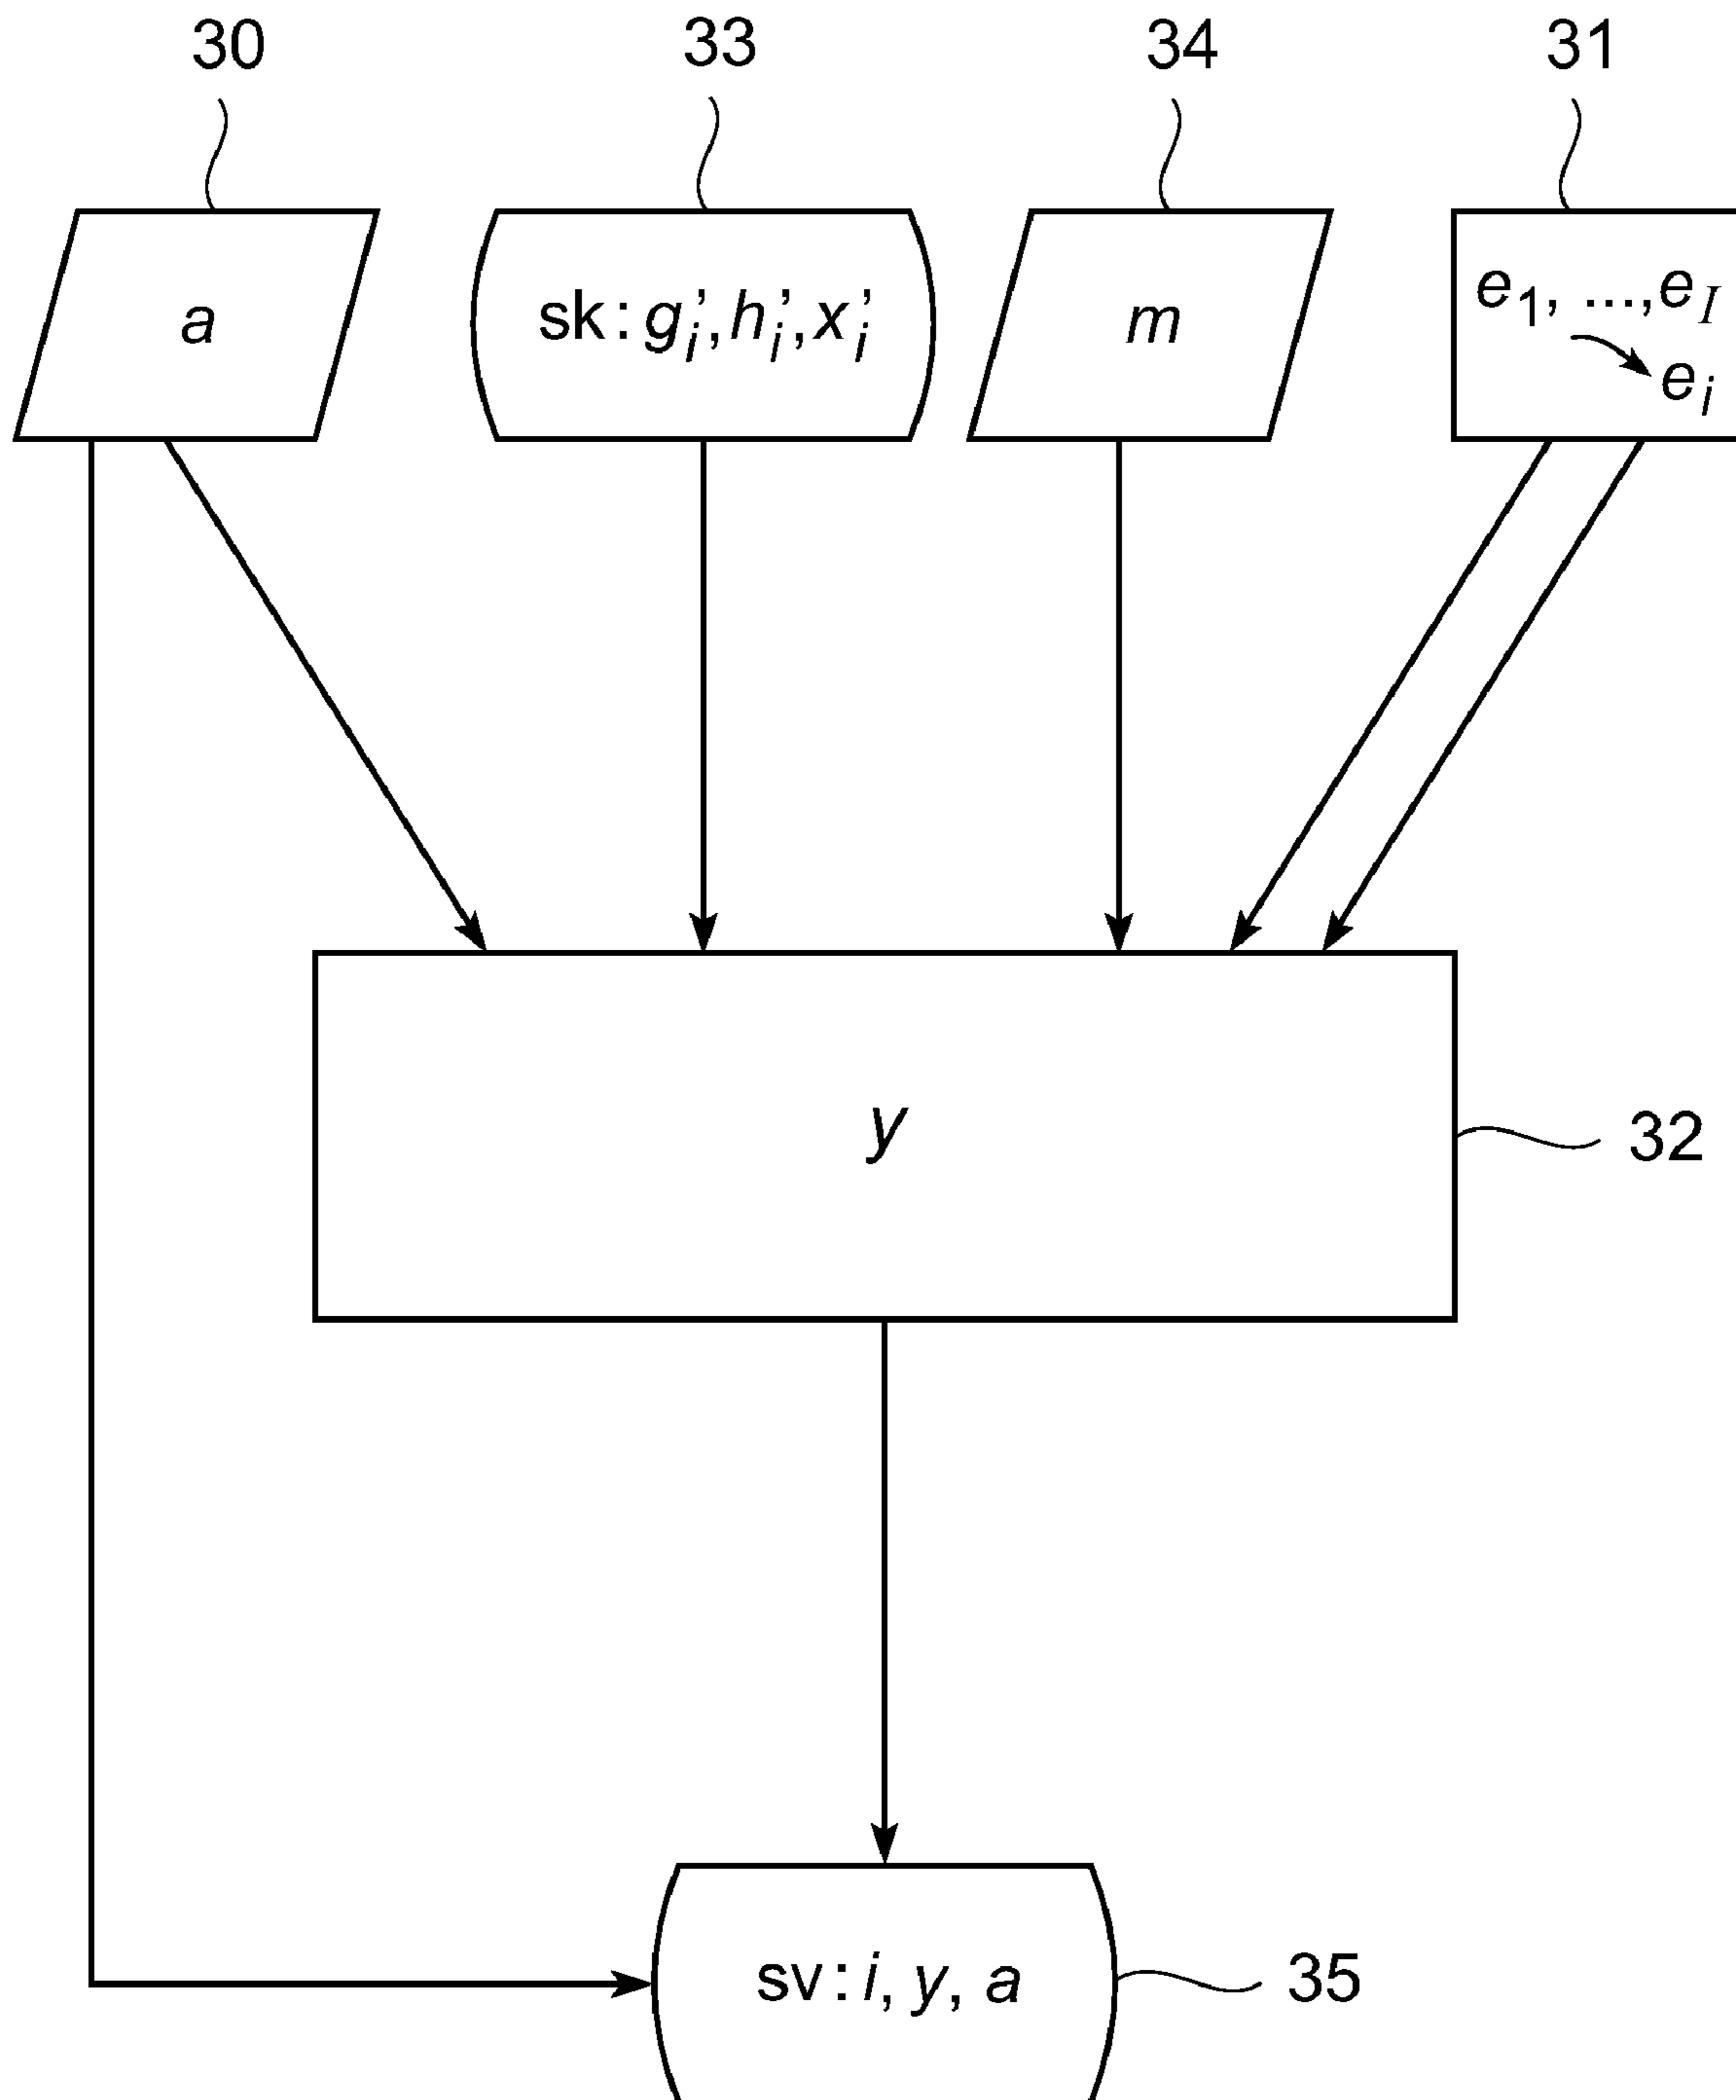 30 33 34 31
a
sk: g'i, h'i, x'i
m
e1, ..., eI
ei
y
32
sv: i, y, a
35